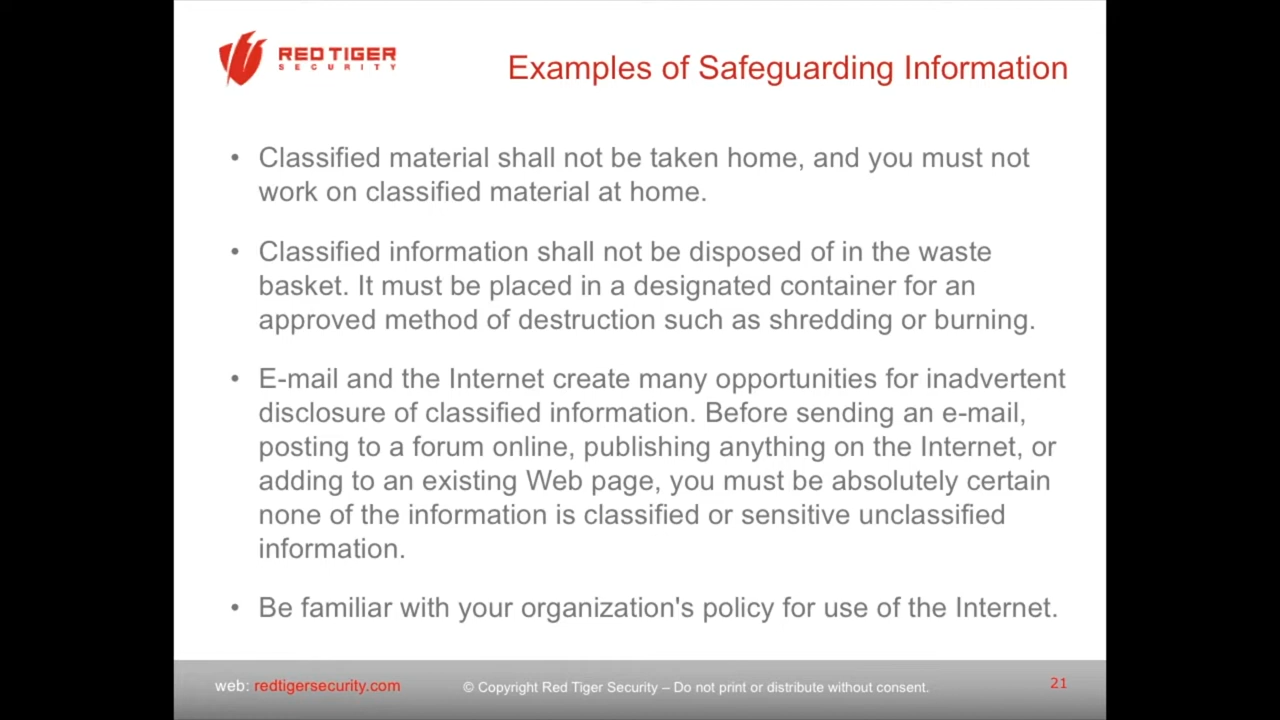 RED TIGER
SECURITY
Examples of Safeguarding Information
• Classified material shall not be taken home, and you must not
work on classified material at home.
• Classified information shall not be disposed of in the waste
basket. It must be placed in a designated container for an
approved method of destruction such as shredding or burning.
• E-mail and the Internet create many opportunities for inadvertent
disclosure of classified information. Before sending an e-mail,
posting to a forum online, publishing anything on the Internet, or
adding to an existing Web page, you must be absolutely certain
none of the information is classified or sensitive unclassified
information.
• Be familiar with your organization's policy for use of the Internet.
web: redtigersecurity.com
© Copyright Red Tiger Security – Do not print or distribute without consent.
21